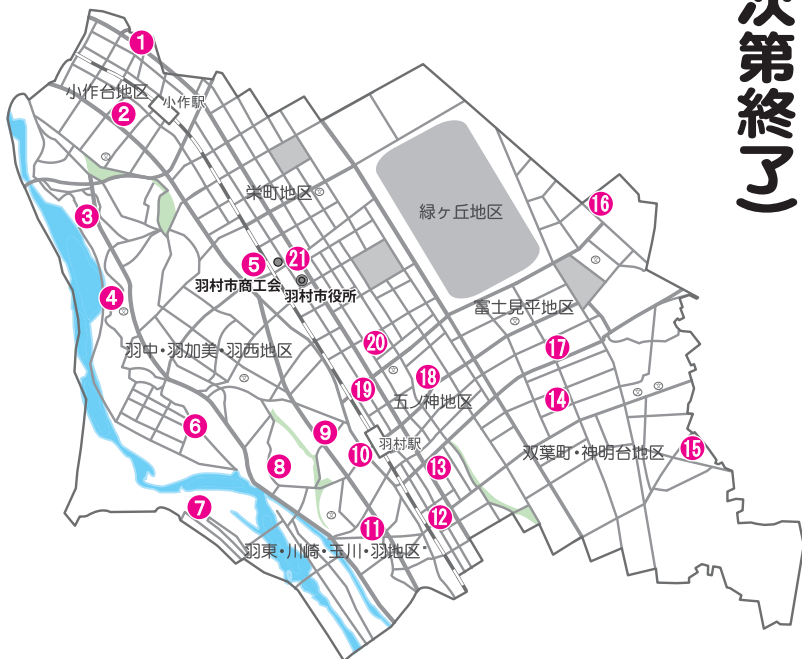 次第終了)
1
小作台地区
小作駅
2
栄町地区
緑ヶ丘地区
16
3
5
21
羽村市商工会
羽村市役所
4
富士見平地区
20
17
羽中・羽加美・羽西地区
18
19
五ノ神地区
14
6
9
羽村駅
10
双葉町・神明台地区
15
8
13
7
12
11
羽東・川崎・玉川・羽地区